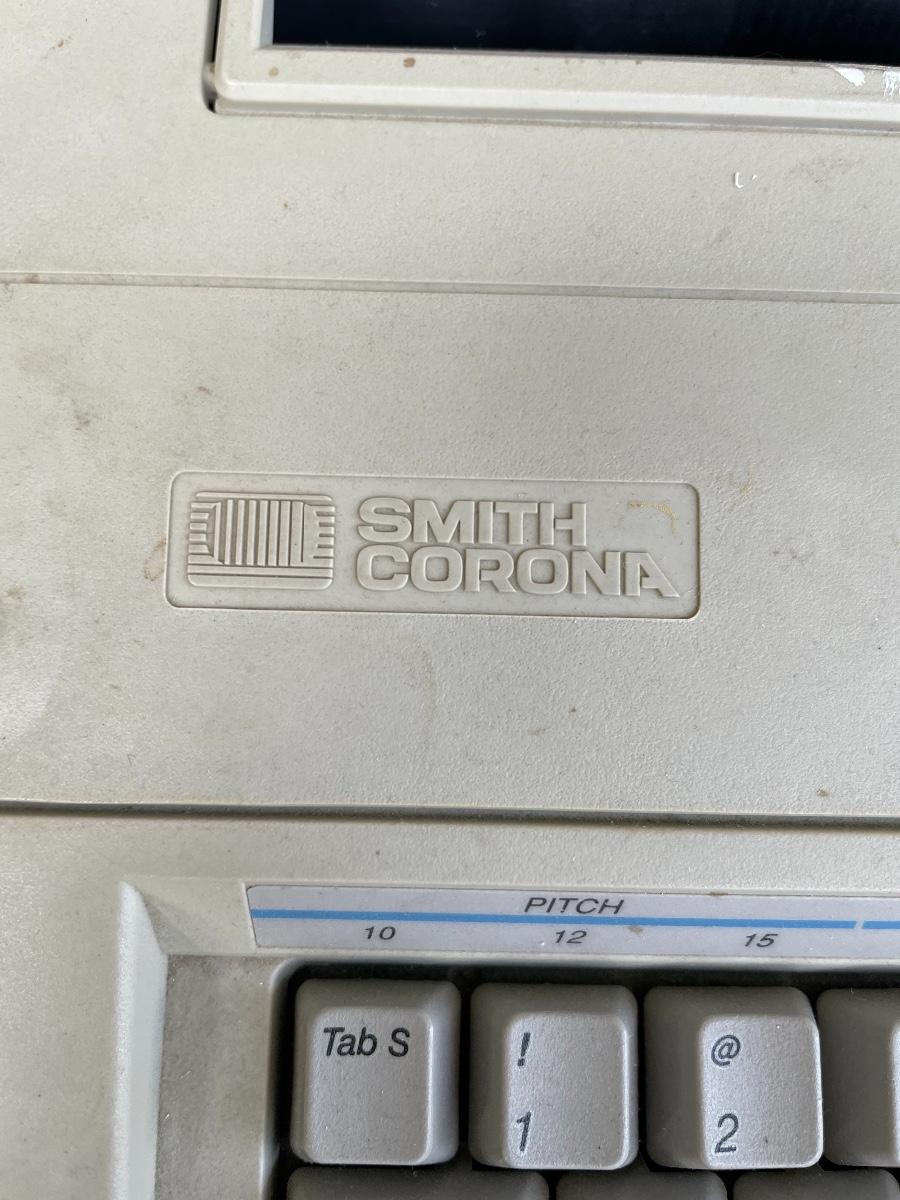 SMITH
CORONA
PITCH
10 12 15
Tab S ! @
1 2